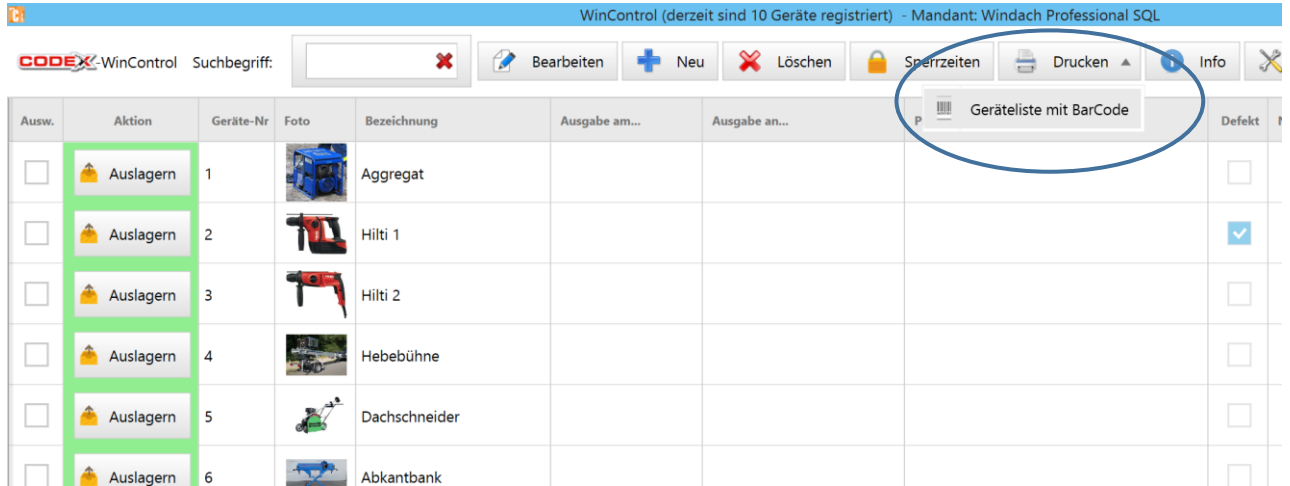 WinControl (derzeit sind 10 Geräte registriert) - Mandant: Windach Professional SQL
CODEX-WinControl Suchbegriff: Bearbeiten Neu Löschen Sperrzeiten Drucken Info
Geräteliste mit BarCode
Ausw. Aktion Geräte-Nr Foto Bezeichnung Ausgabe am... Ausgabe an... Defekt
Auslagern 1 Aggregat
Auslagern 2 Hilti 1
Auslagern 3 Hilti 2
Auslagern 4 Hebebühne
Auslagern 5 Dachschneider
Auslagern 6 Abkantbank